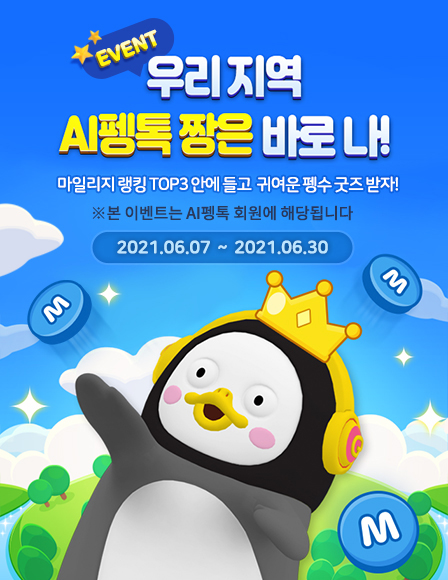 EVENT
우리 지역
AI펭톡 짱은 바로 나!
마일리지 랭킹 TOP3 안에 들고 귀여운 펭수 굿즈 받자!
※본 이벤트는 AI펭톡 회원에 해당됩니다
2021.06.07 ~ 2021.06.30
M
M
M